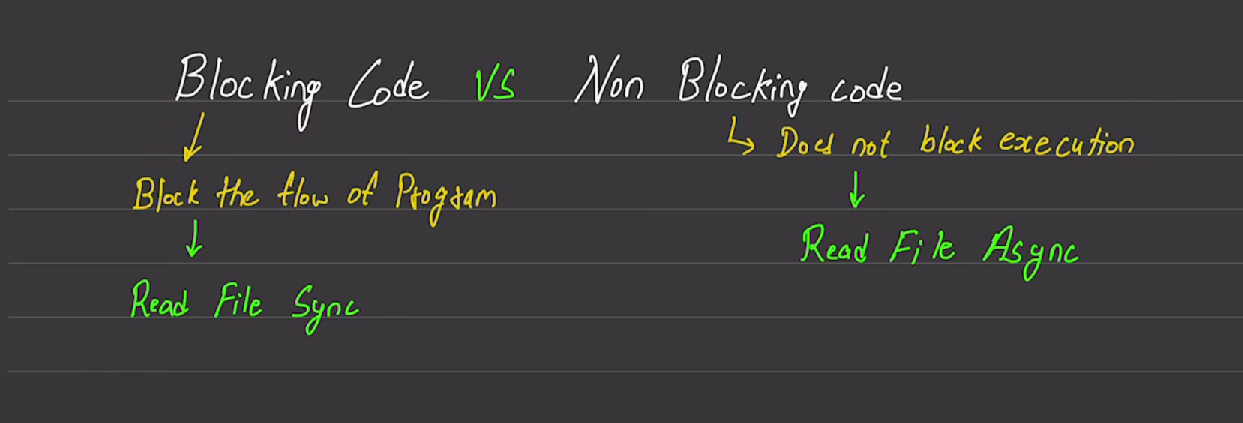 Blocking Code VS Non Blocking code
Block the flow of Program
Read File Sync
Does not block execution
Read File Async